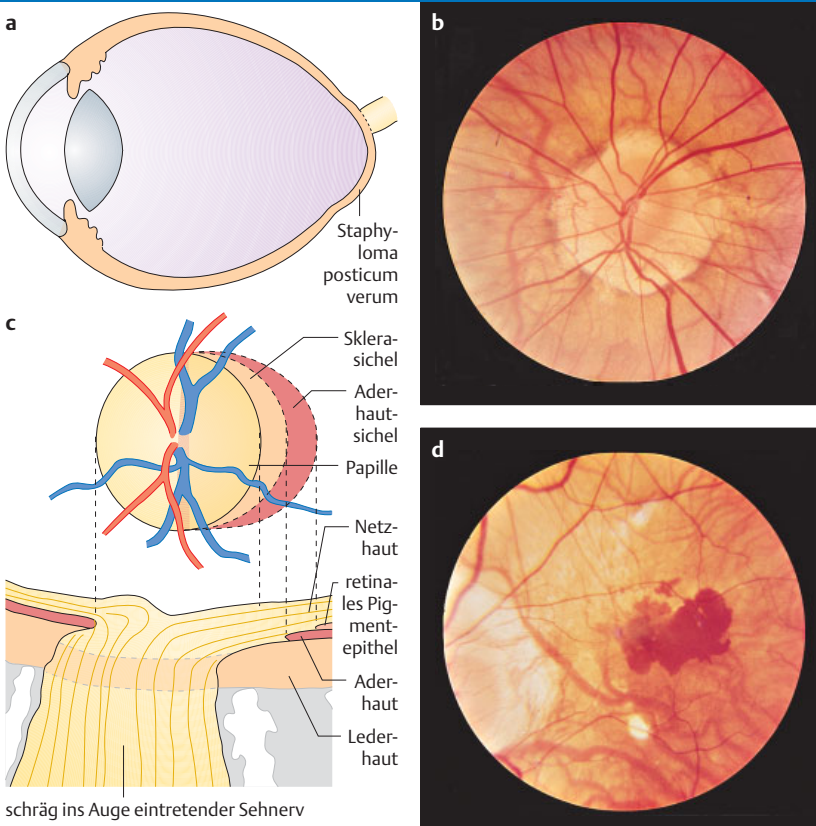 a
Staphy-
loma
posticum
verum
b
c
Sklera-
sichel
Ader-
haut-
sichel
Papille
Netz-
haut
retina-
les Pig-
ment-
epithel
Ader-
haut
Leder-
haut
schräg ins Auge eintretender Sehnerv
d